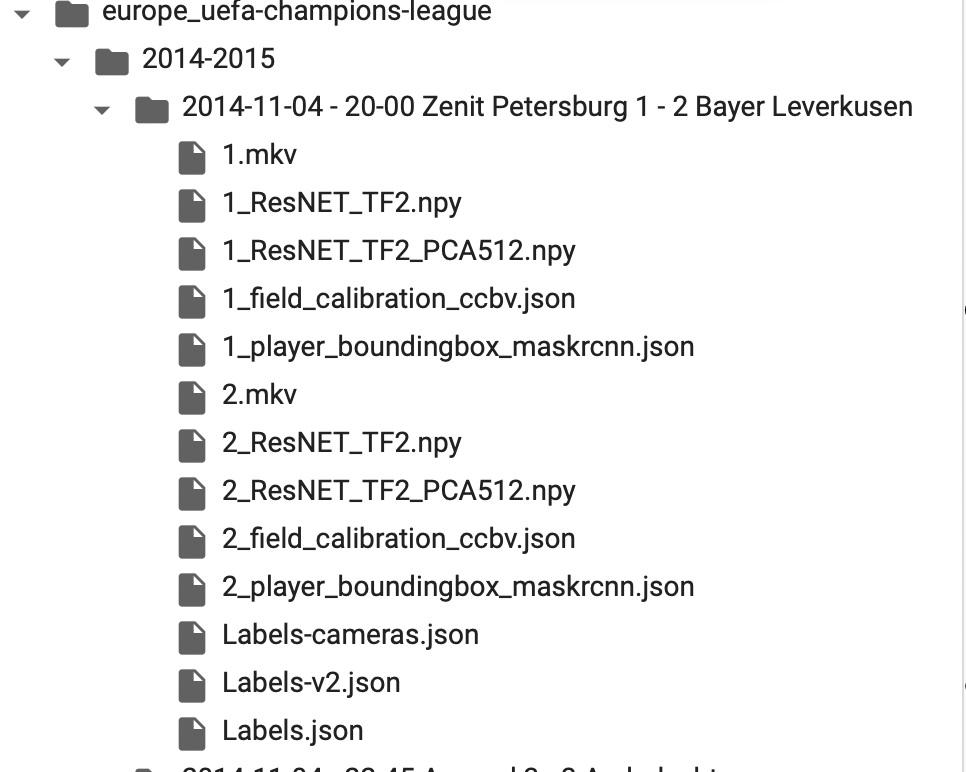 europe_uefa-champions-league
2014-2015
2014-11-04 - 20-00 Zenit Petersburg 1 - 2 Bayer Leverkusen
1.mkv
1_ResNET_TF2.npy
1_ResNET_TF2_PCA512.npy
1_field_calibration_ccbv.json
1_player_boundingbox_maskrcnn.json
2.mkv
2_ResNET_TF2.npy
2_ResNET_TF2_PCA512.npy
2_field_calibration_ccbv.json
2_player_boundingbox_maskrcnn.json
Labels-cameras.json
Labels-v2.json
Labels.json